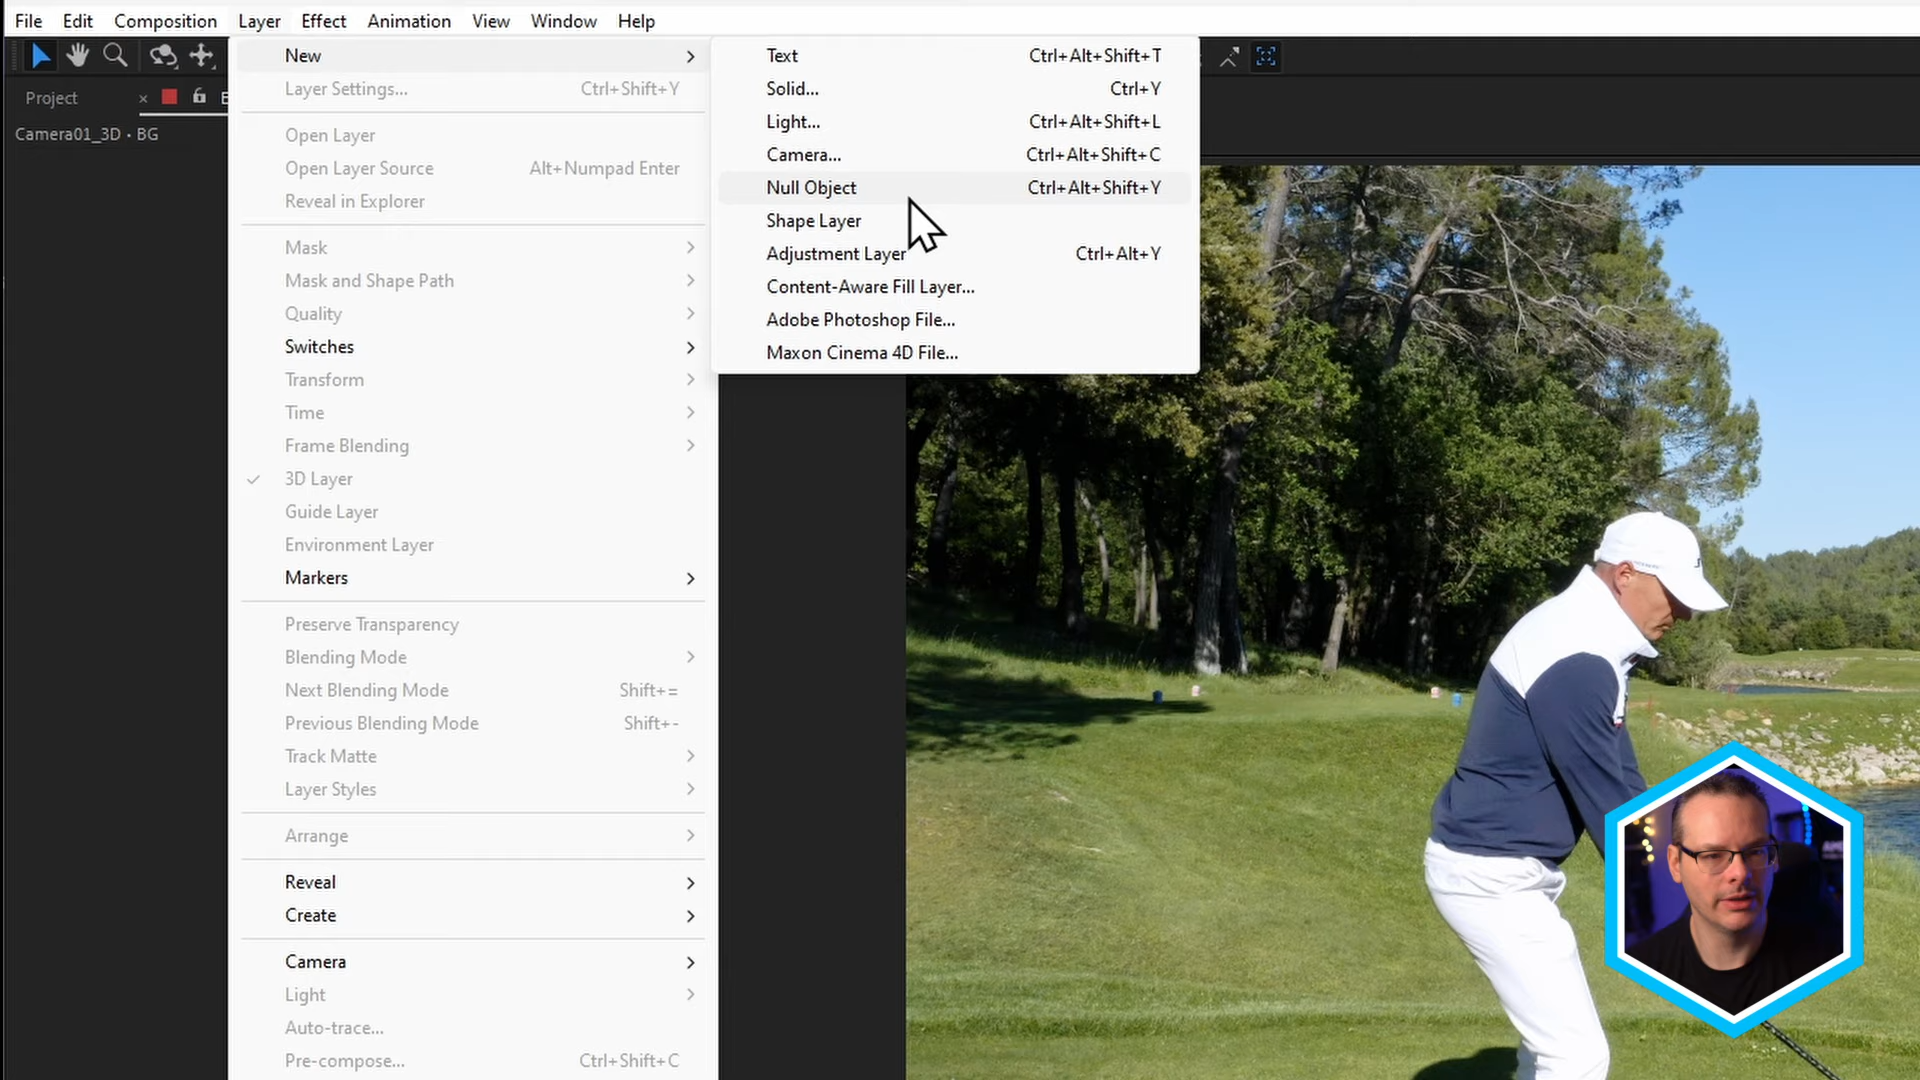 File Edit Composition Layer Effect Animation View Window Help
Project
Camera01_3D • BG
New
Layer Settings... Ctrl+Shift+Y
Open Layer
Open Layer Source Alt+Numpad Enter
Reveal in Explorer
Mask
Mask and Shape Path
Quality
Switches
Transform
Time
Frame Blending
3D Layer
Guide Layer
Environment Layer
Markers
Preserve Transparency
Blending Mode
Next Blending Mode Shift+=
Previous Blending Mode Shift+-
Track Matte
Layer Styles
Arrange
Reveal
Create
Camera
Light
Auto-trace...
Pre-compose... Ctrl+Shift+C
Text Ctrl+Alt+Shift+T
Solid... Ctrl+Y
Light... Ctrl+Alt+Shift+L
Camera... Ctrl+Alt+Shift+C
Null Object Ctrl+Alt+Shift+Y
Shape Layer
Adjustment Layer Ctrl+Alt+Y
Content-Aware Fill Layer...
Adobe Photoshop File...
Maxon Cinema 4D File...